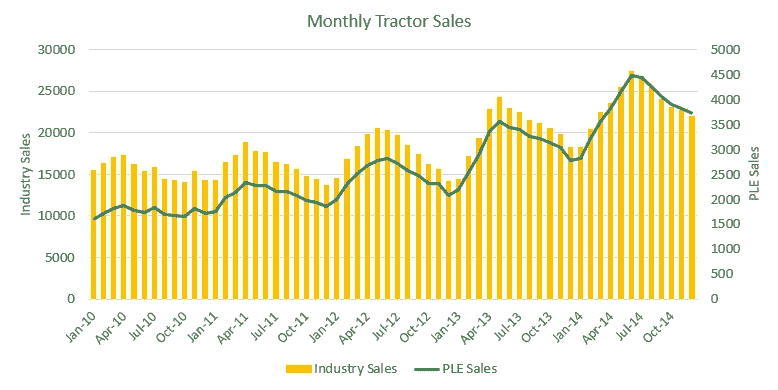 Monthly Tractor Sales
Industry Sales
30000
25000
20000
15000
10000
5000
0
5000
4500
4000
3500
3000
2500
2000
1500
1000
500
0
PLE Sales
Jan-10
Apr-10
Jul-10
Oct-10
Jan-11
Apr-11
Jul-11
Oct-11
Jan-12
Apr-12
Jul-12
Oct-12
Jan-13
Apr-13
Jul-13
Oct-13
Jan-14
Apr-14
Jul-14
Oct-14
Industry Sales PLE Sales